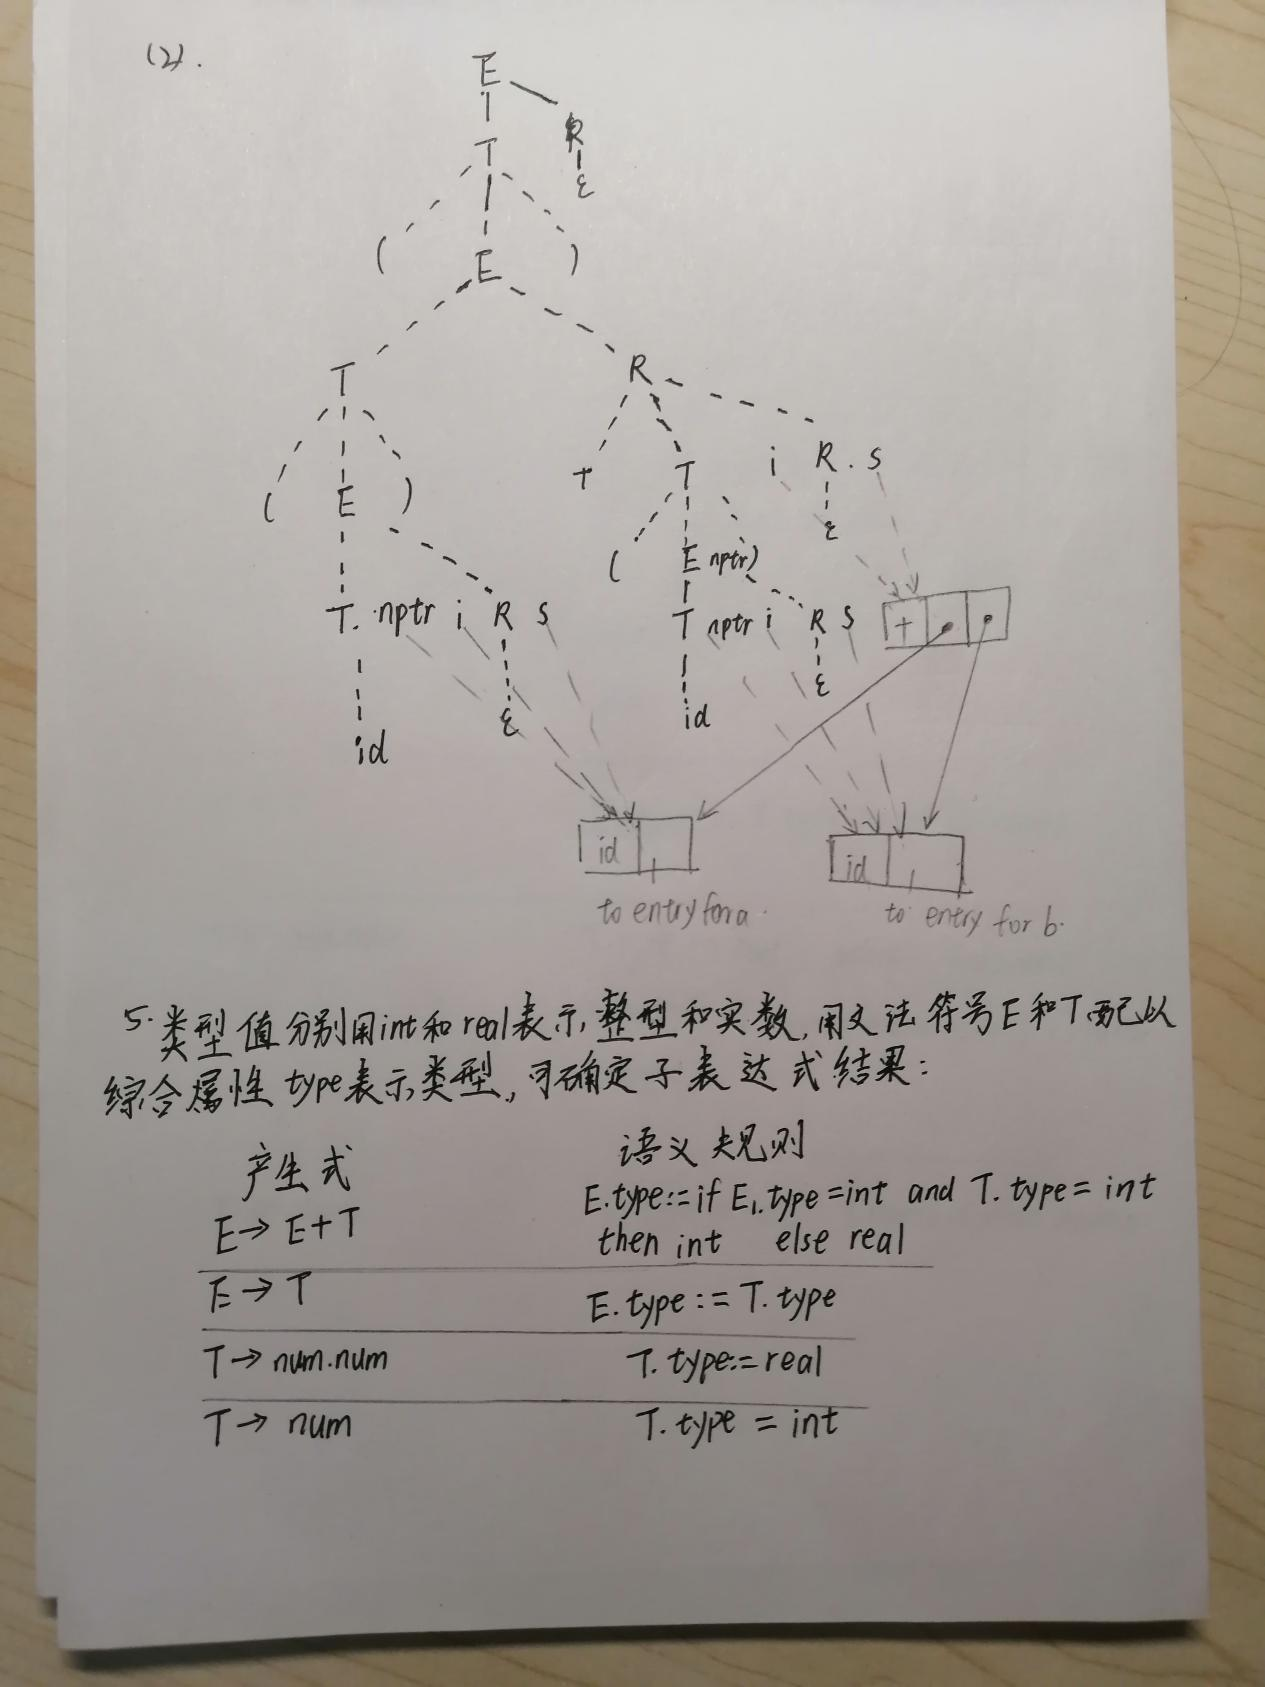 (2).
E
R
T
ε
( )
E
T R
( E ) + T i R . s
ε
( E nptr)
T. nptr i R s T nptr i R s + 
ε
ε id
id
id
id
to entry for a.
to entry for b.
5. 类型值分别用int和real表示整型和实数,用文法符号E和T配以
综合属性type表示类型,可确定子表达式结果:
产生式 语义规则
E→E+T E.type:=if E₁.type=int and T.type=int
then int else real
E→T E.type:=T.type
T→num.num T.type:=real
T→num T.type=int